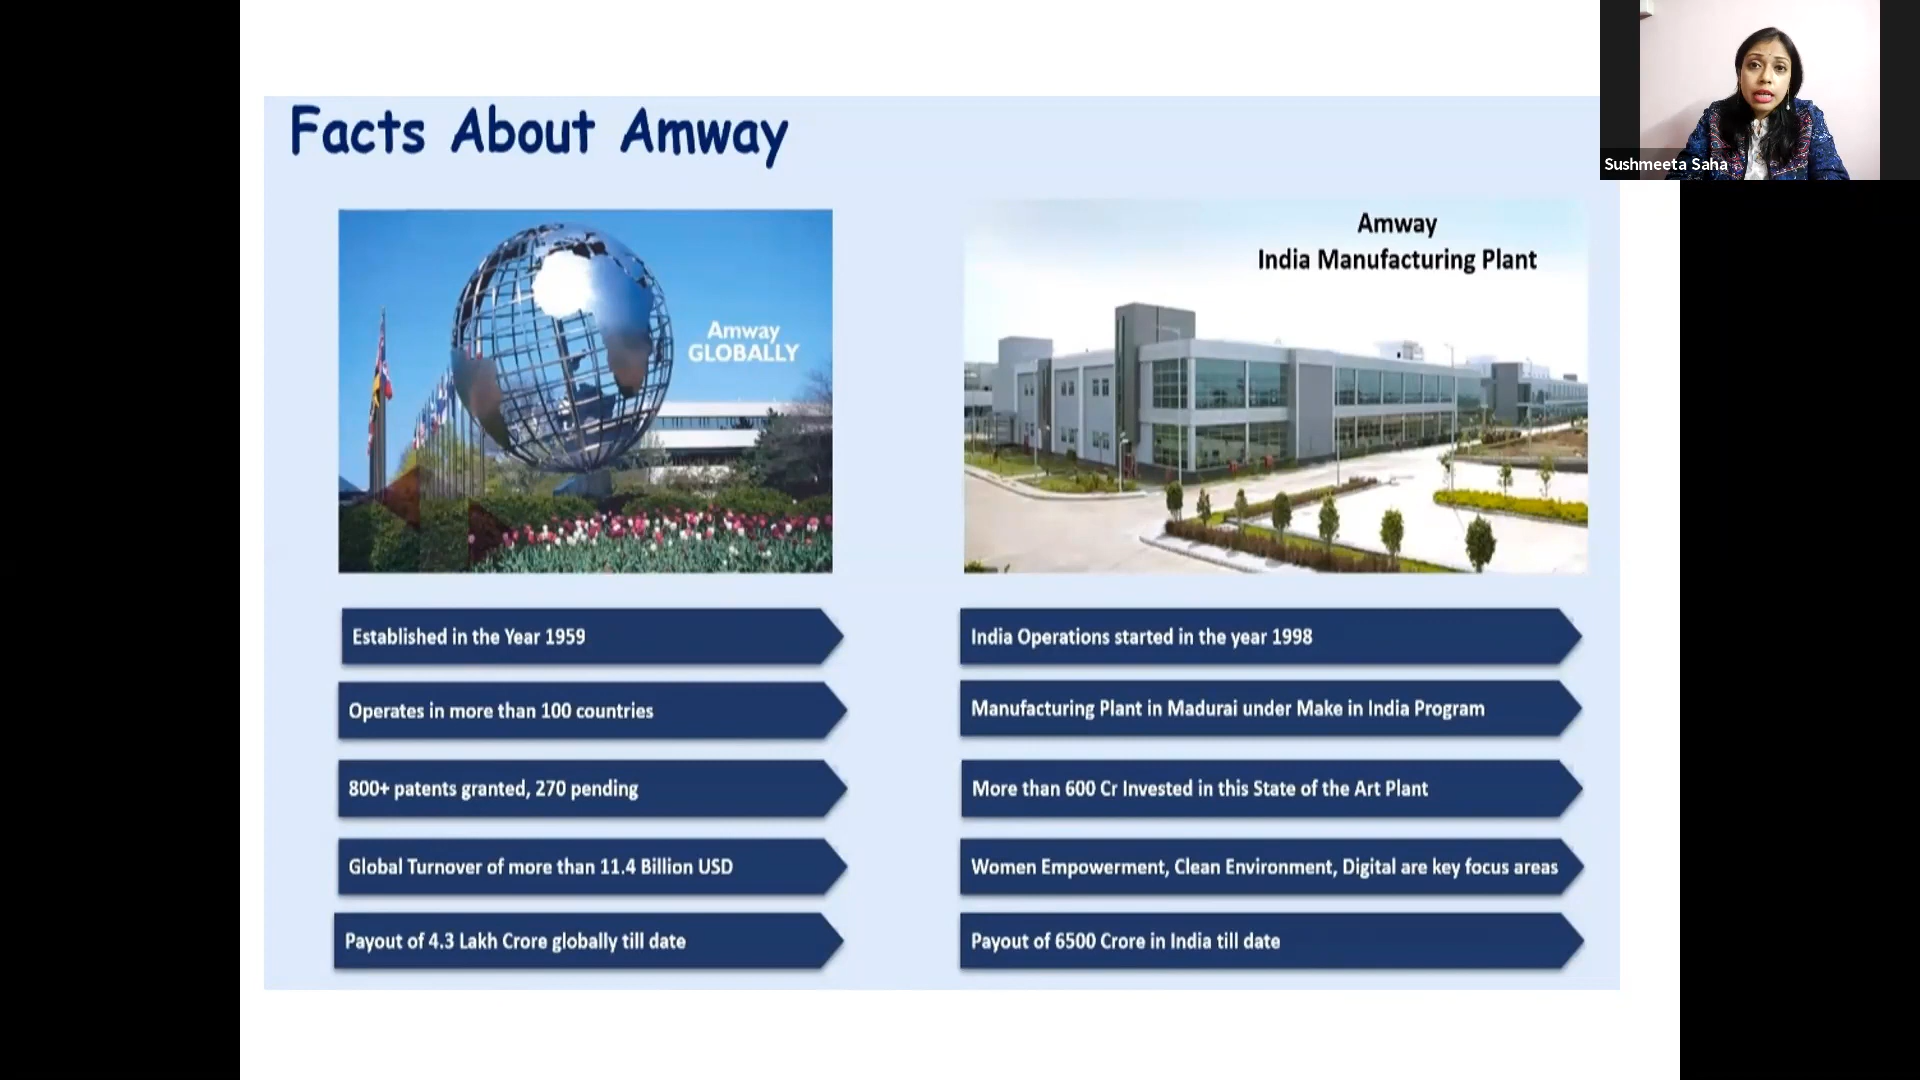 Facts About Amway
Sushmeeta Saha
Amway
GLOBALLY
Amway
India Manufacturing Plant
Established in the Year 1959
Operates in more than 100 countries
800+ patents granted, 270 pending
Global Turnover of more than 11.4 Billion USD
Payout of 4.3 Lakh Crore globally till date
India Operations started in the year 1998
Manufacturing Plant in Madurai under Make in India Program
More than 600 Cr Invested in this State of the Art Plant
Women Empowerment, Clean Environment, Digital are key focus areas
Payout of 6500 Crore in India till date